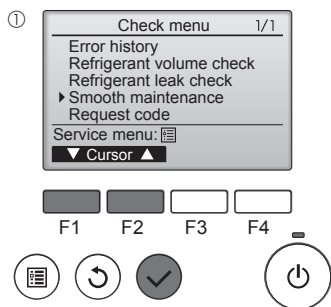 ①
Check menu 1/1
Error history
Refrigerant volume check
Refrigerant leak check
Smooth maintenance
Request code
Service menu:
▼ Cursor ▲
F1 F2 F3 F4